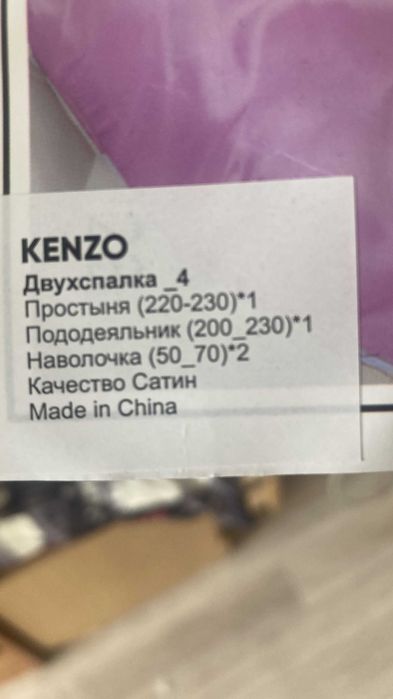 KENZO
Двухспалка _4
Простыня (220-230)*1
Пододеяльник (200_230)*1
Наволочка (50_70)*2
Качество Сатин
Made in China